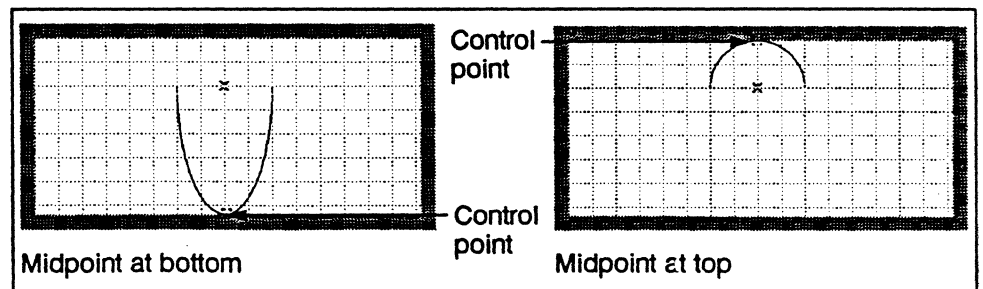 Control
point
Control
point
Midpoint at bottom
Midpoint at top